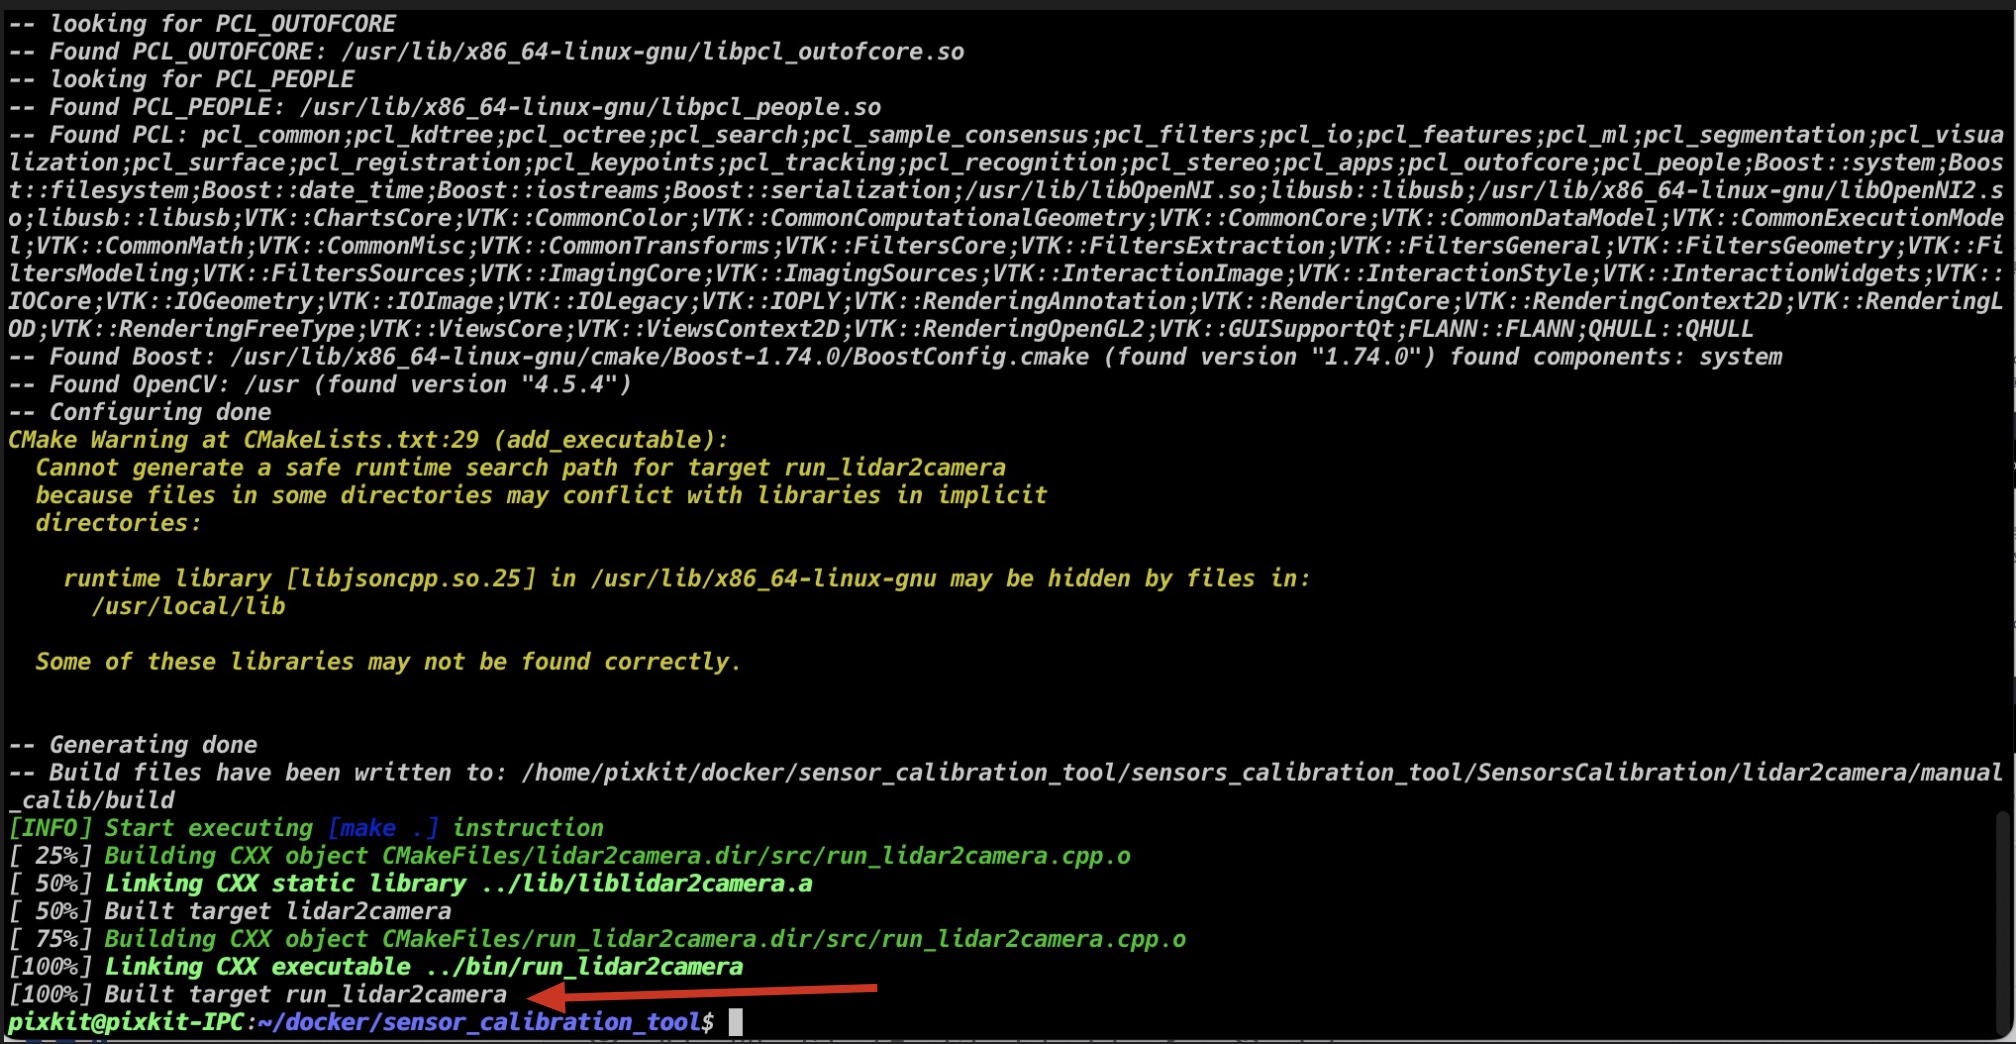 -- looking for PCL_OUTOFCORE
-- Found PCL_OUTOFCORE: /usr/lib/x86_64-linux-gnu/libpcl_outofcore.so
-- looking for PCL_PEOPLE
-- Found PCL_PEOPLE: /usr/lib/x86_64-linux-gnu/libpcl_people.so
-- Found PCL: pcl_common;pcl_kdtree;pcl_octree;pcl_search;pcl_sample_consensus;pcl_filters;pcl_io;pcl_features;pcl_ml;pcl_segmentation;pcl_visua
lization;pcl_surface;pcl_registration;pcl_keypoints;pcl_tracking;pcl_recognition;pcl_stereo;pcl_apps;pcl_outofcore;pcl_people;Boost::system;Boos
t::filesystem;Boost::date_time;Boost::iostreams;Boost::serialization;/usr/lib/libOpenNI.so;libusb::libusb;/usr/lib/x86_64-linux-gnu/libOpenNI2.s
o;libusb::libusb;VTK::ChartsCore;VTK::CommonColor;VTK::CommonComputationalGeometry;VTK::CommonCore;VTK::CommonDataModel;VTK::CommonExecutionMode
l;VTK::CommonMath;VTK::CommonMisc;VTK::CommonTransforms;VTK::FiltersCore;VTK::FiltersExtraction;VTK::FiltersGeneral;VTK::FiltersGeometry;VTK::Fi
ltersModeling;VTK::FiltersSources;VTK::ImagingCore;VTK::ImagingSources;VTK::InteractionImage;VTK::InteractionStyle;VTK::InteractionWidgets;VTK::
IOCore;VTK::IOGeometry;VTK::IOImage;VTK::IOLegacy;VTK::IOPLY;VTK::RenderingAnnotation;VTK::RenderingCore;VTK::RenderingContext2D;VTK::RenderingL
OD;VTK::RenderingFreeType;VTK::ViewsCore;VTK::ViewsContext2D;VTK::RenderingOpenGL2;VTK::GUISupportQt;FLANN::FLANN;QHULL::QHULL
-- Found Boost: /usr/lib/x86_64-linux-gnu/cmake/Boost-1.74.0/BoostConfig.cmake (found version "1.74.0") found components: system
-- Found OpenCV: /usr (found version "4.5.4")
-- Configuring done
CMake Warning at CMakeLists.txt:29 (add_executable):
  Cannot generate a safe runtime search path for target run_lidar2camera
  because files in some directories may conflict with libraries in implicit
  directories:
    runtime library [libjsoncpp.so.25] in /usr/lib/x86_64-linux-gnu may be hidden by files in:
      /usr/local/lib
  Some of these libraries may not be found correctly.
-- Generating done
-- Build files have been written to: /home/pixkit/docker/sensor_calibration_tool/sensors_calibration_tool/SensorsCalibration/lidar2camera/manual
_calib/build
[INFO] Start executing [make .] instruction
[ 25%] Building CXX object CMakeFiles/lidar2camera.dir/src/run_lidar2camera.cpp.o
[ 50%] Linking CXX static library ../lib/liblidar2camera.a
[ 50%] Built target lidar2camera
[ 75%] Building CXX object CMakeFiles/run_lidar2camera.dir/src/run_lidar2camera.cpp.o
[100%] Linking CXX executable ../bin/run_lidar2camera
[100%] Built target run_lidar2camera
pixkit@pixkit-IPC:~/docker/sensor_calibration_tool$